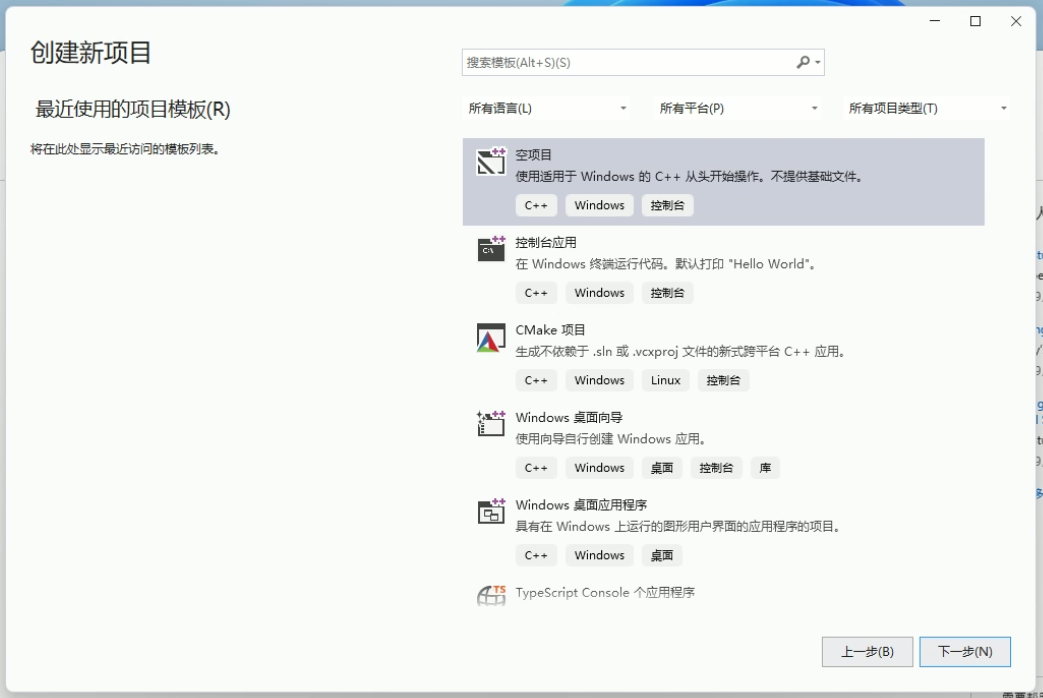 创建新项目
搜索模板(Alt+S)(S)
最近使用的项目模板(R)
所有语言(L)
所有平台(P)
所有项目类型(T)
将在此处显示最近访问的模板列表。
空项目
使用适用于 Windows 的 C++ 从头开始操作。不提供基础文件。
C++ Windows 控制台
控制台应用
在 Windows 终端运行代码。默认打印 "Hello World"。
C++ Windows 控制台
CMake 项目
生成不依赖于 .sln 或 .vcxproj 文件的新式跨平台 C++ 应用。
C++ Windows Linux 控制台
Windows 桌面向导
使用向导自行创建 Windows 应用。
C++ Windows 桌面 控制台 库
Windows 桌面应用程序
具有在 Windows 上运行的图形用户界面的应用程序的项目。
C++ Windows 桌面
TypeScript Console 个应用程序
上一步(B)
下一步(N)